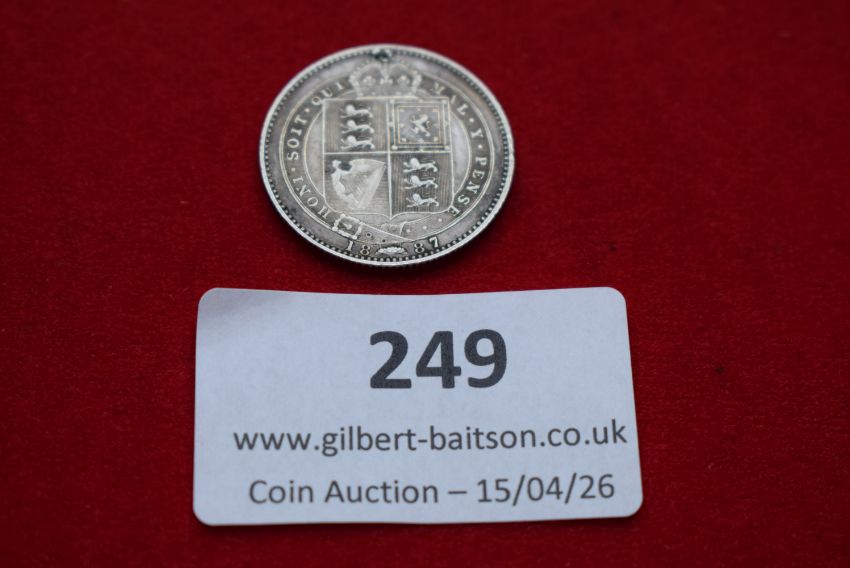 HONI · SOIT · QUI MAL · Y · PENSE
18 87
249
www.gilbert-baitson.co.uk
Coin Auction – 15/04/26